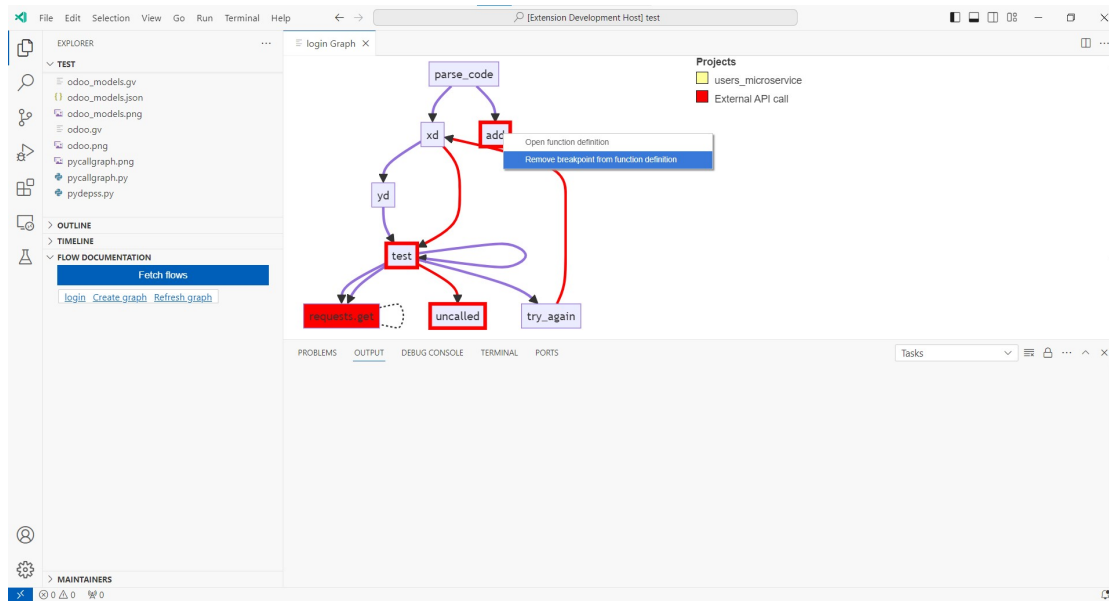 File Edit Selection View Go Run Terminal Help
[Extension Development Host] test
EXPLORER
TEST
odoo_models.gv
odoo_models.json
odoo_models.png
odoo.gv
odoo.png
pycallgraph.png
pycallgraph.py
pydepss.py
OUTLINE
TIMELINE
FLOW DOCUMENTATION
Fetch flows
login Create graph Refresh graph
MAINTAINERS
login Graph
parse_code
xd
add
Open function definition
Remove breakpoint from function definition
yd
test
requests.get
uncalled
try_again
Projects
users_microservice
External API call
PROBLEMS OUTPUT DEBUG CONSOLE TERMINAL PORTS
Tasks
0 0 0